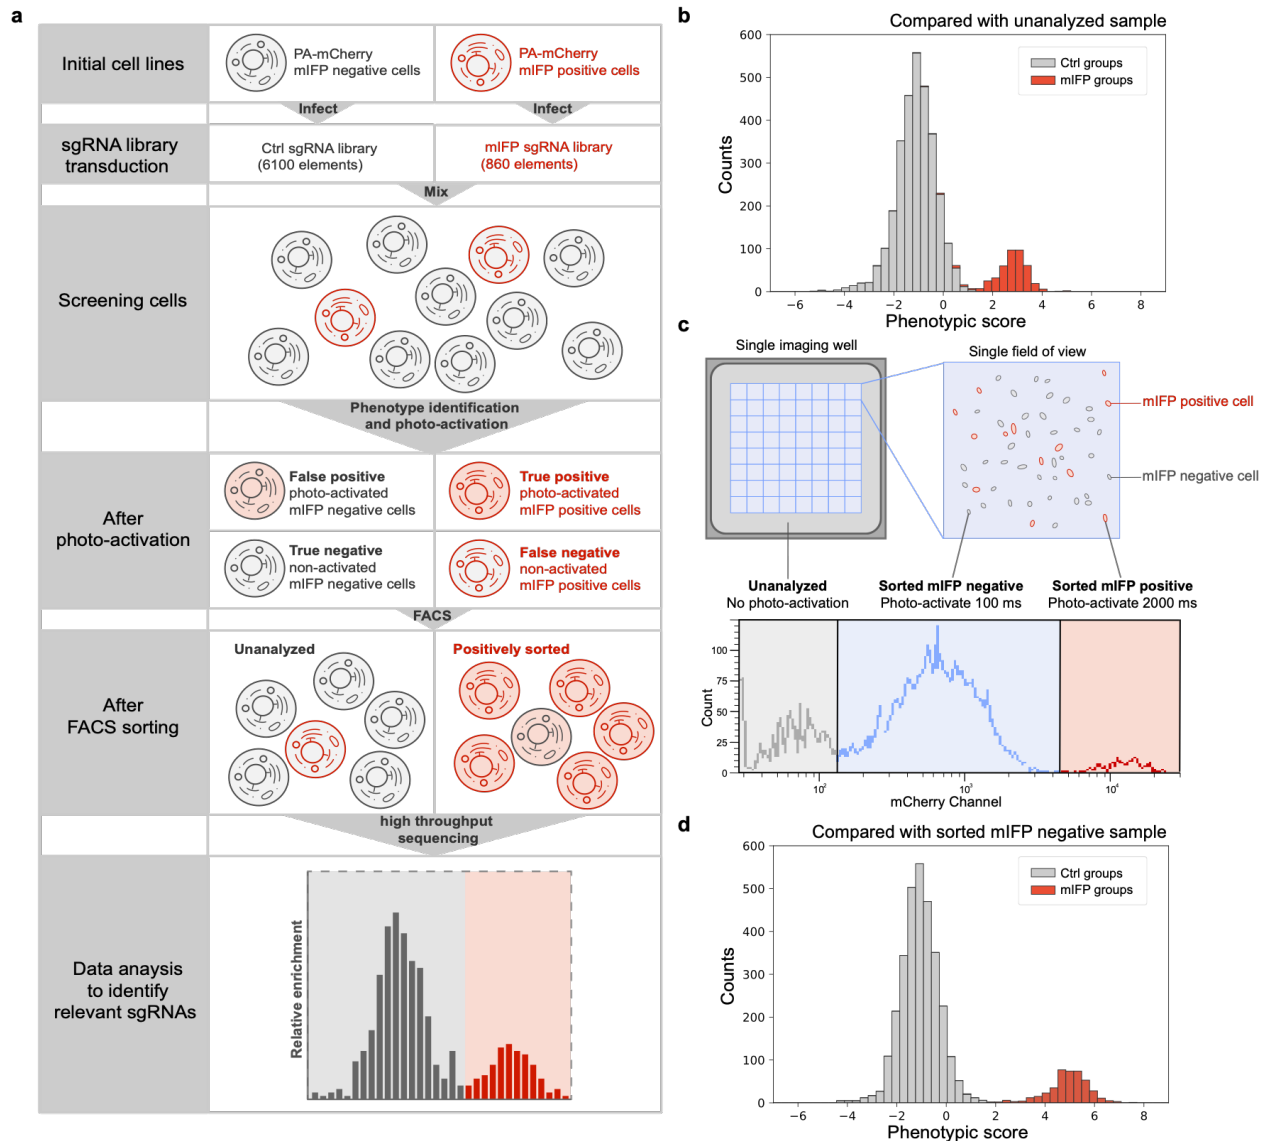 a
Initial cell lines
PA-mCherry
mIFP negative cells
PA-mCherry
mIFP positive cells
Infect
Infect
sgRNA library
transduction
Ctrl sgRNA library
(6100 elements)
mIFP sgRNA library
(860 elements)
Mix
Screening cells
Phenotype identification
and photo-activation
After
photo-activation
False positive
photo-activated
mIFP negative cells
True positive
photo-activated
mIFP positive cells
True negative
non-activated
mIFP negative cells
False negative
non-activated
mIFP positive cells
FACS
After
FACS sorting
Unanalyzed
Positively sorted
high throughput
sequencing
Data anaysis
to identify
relevant sgRNAs
Relative enrichment
b
Compared with unanalyzed sample
600
500
400
300
200
100
0
Counts
Ctrl groups
mIFP groups
−6 −4 −2 0 2 4 6 8
Phenotypic score
c
Single imaging well
Single field of view
mIFP positive cell
mIFP negative cell
Unanalyzed
No photo-activation
Sorted mIFP negative
Photo-activate 100 ms
Sorted mIFP positive
Photo-activate 2000 ms
100
75
50
25
0
Count
10² 10³ 10⁴
mCherry Channel
d
Compared with sorted mIFP negative sample
600
500
400
300
200
100
0
Counts
Ctrl groups
mIFP groups
−6 −4 −2 0 2 4 6 8
Phenotypic score